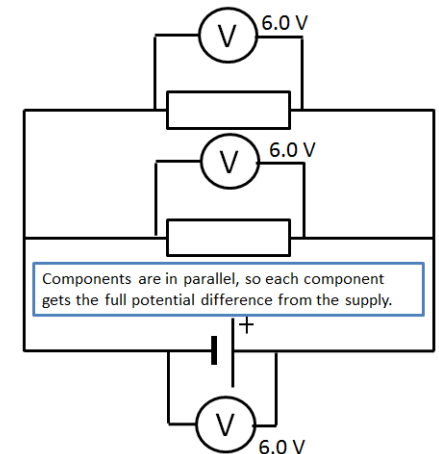 6.0 V
V
6.0 V
V
Components are in parallel, so each component
gets the full potential difference from the supply.
+
V
6.0 V